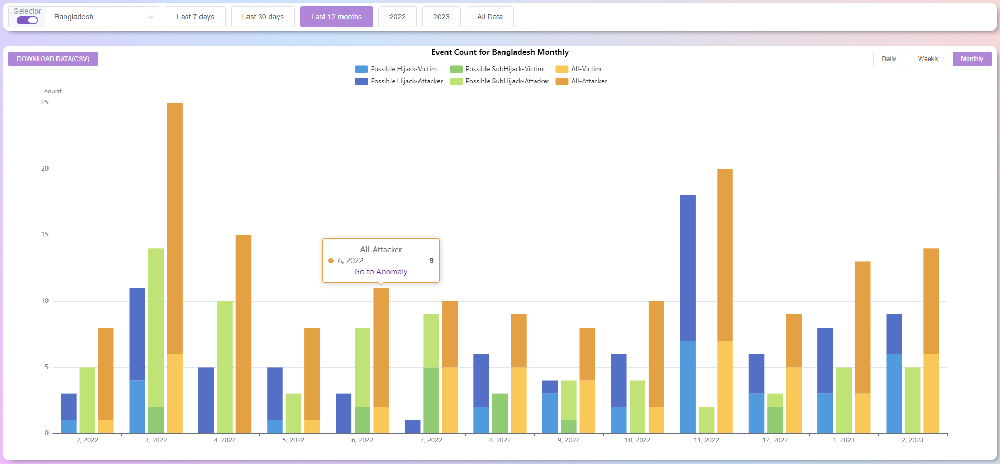 Selector
Bangladesh
Last 7 days
Last 30 days
Last 12 months
2022
2023
All Data
DOWNLOAD DATA(CSV)
Event Count for Bangladesh Monthly
Daily
Weekly
Monthly
Possible Hijack-Victim
Possible SubHijack-Victim
All-Victim
Possible Hijack-Attacker
Possible SubHijack-Attacker
All-Attacker
count
25
20
15
10
5
0
All-Attacker
6, 2022 9
Go to Anomaly
2, 2022
3, 2022
4, 2022
5, 2022
6, 2022
7, 2022
8, 2022
9, 2022
10, 2022
11, 2022
12, 2022
1, 2023
2, 2023